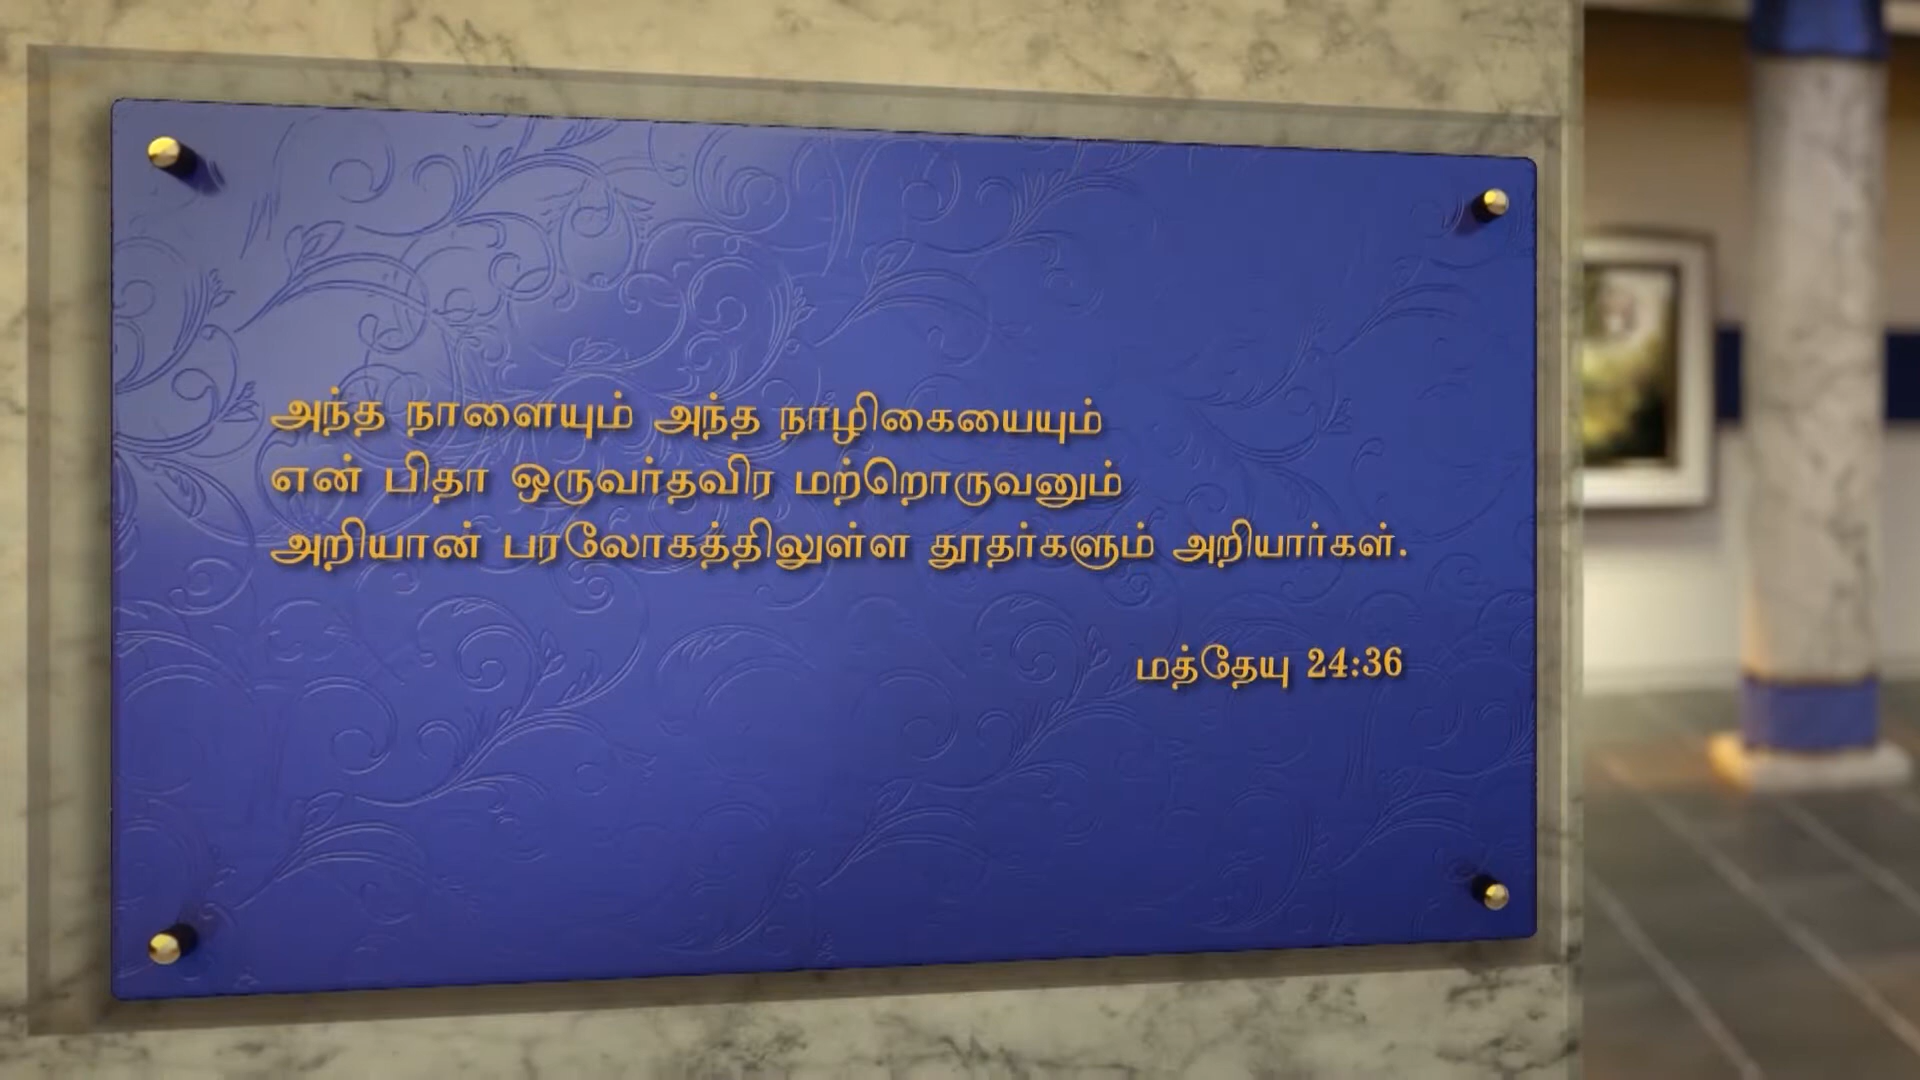 அந்த நாளையும் அந்த நாழிகையையும்
என் பிதா ஒருவர்தவிர மற்றொருவனும்
அறியான் பரலோகத்திலுள்ள தூதர்களும் அறியார்கள்.
மத்தேயு 24:36